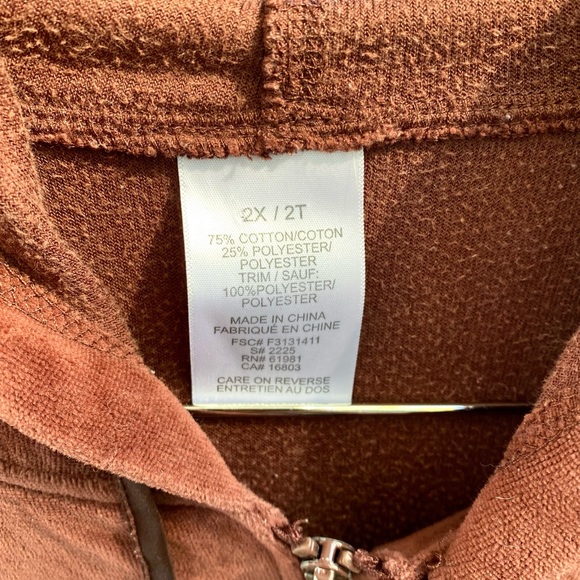 2X / 2T
75% COTTON/COTON
25% POLYESTER/
POLYESTER
TRIM / SAUF:
100%POLYESTER/
POLYESTER
MADE IN CHINA
FABRIQUÉ EN CHINE
FSC# F3131411
S# 2225
RN# 61981
CA# 16803
CARE ON REVERSE
ENTRETIEN AU DOS